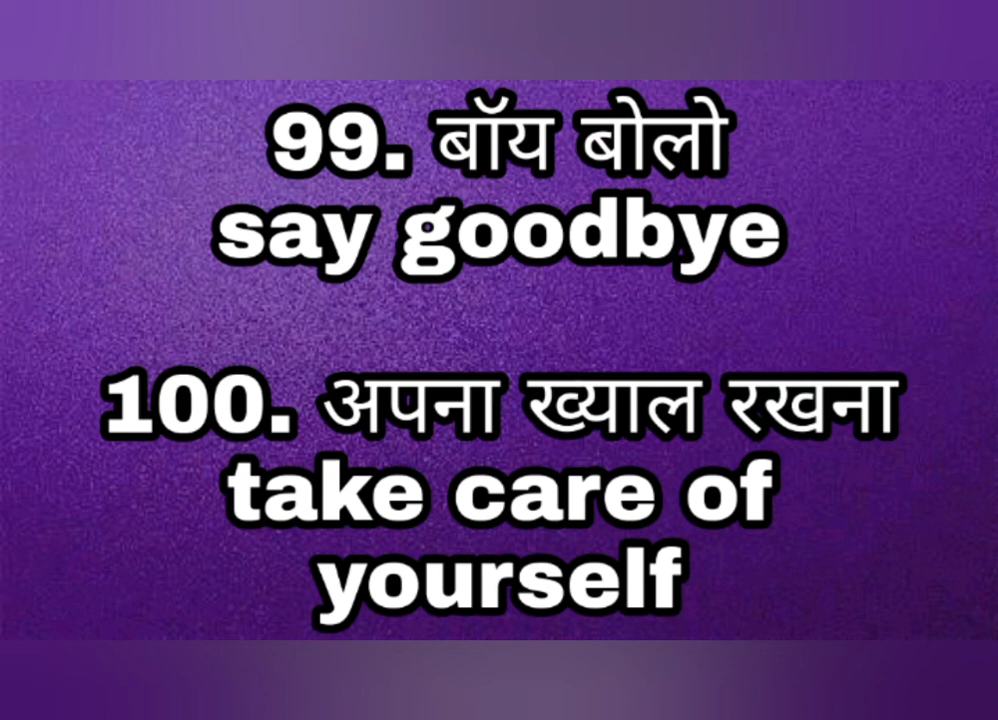 99. बॉय बोलो
say goodbye
100. अपना ख्याल रखना
take care of
yourself